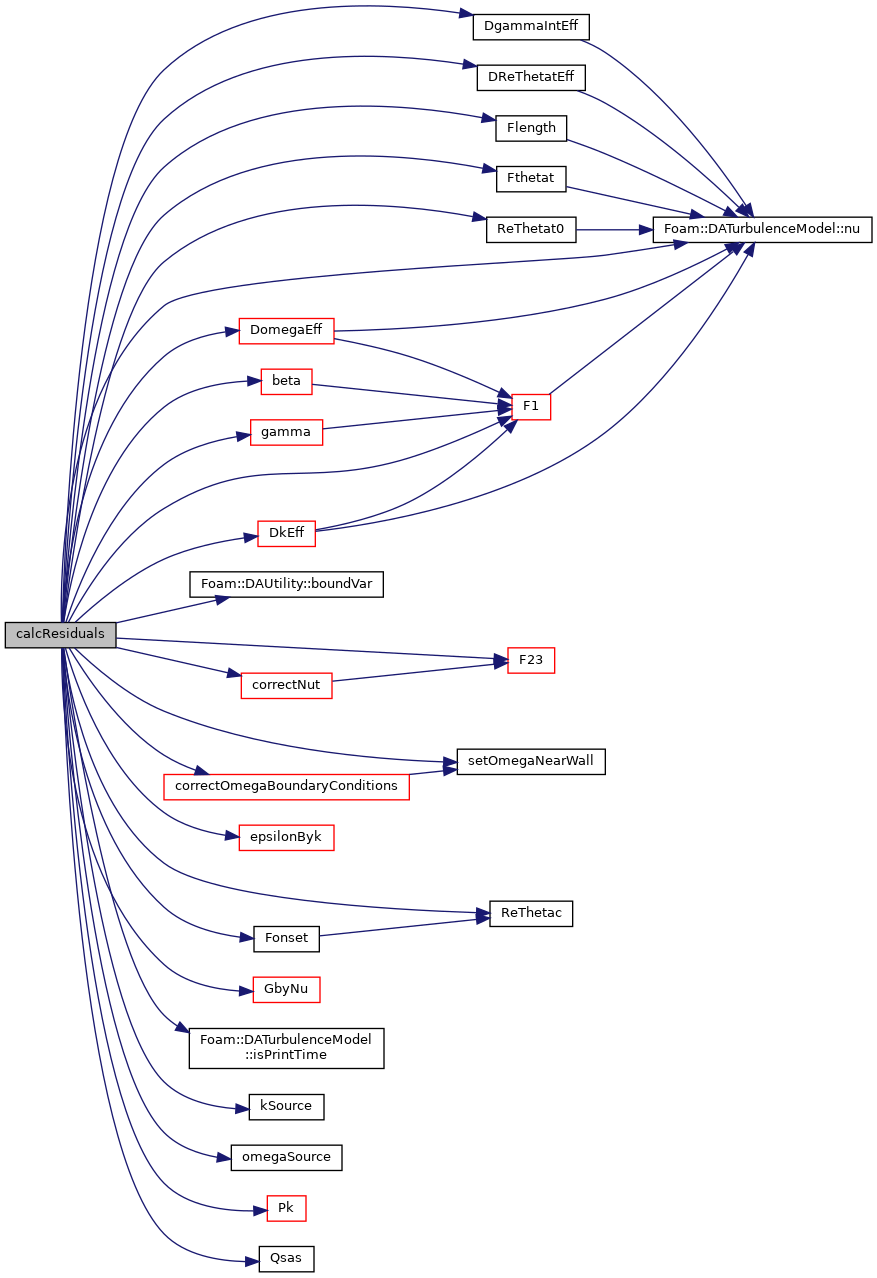 DgammaIntEff
DReThetatEff
Flength
Fthetat
ReThetat0
Foam::DATurbulenceModel::nu
DomegaEff
beta
F1
gamma
DkEff
Foam::DAUtility::boundVar
calcResiduals
F23
correctNut
setOmegaNearWall
correctOmegaBoundaryConditions
epsilonByk
ReThetac
Fonset
GbyNu
Foam::DATurbulenceModel
::isPrintTime
kSource
omegaSource
Pk
Qsas